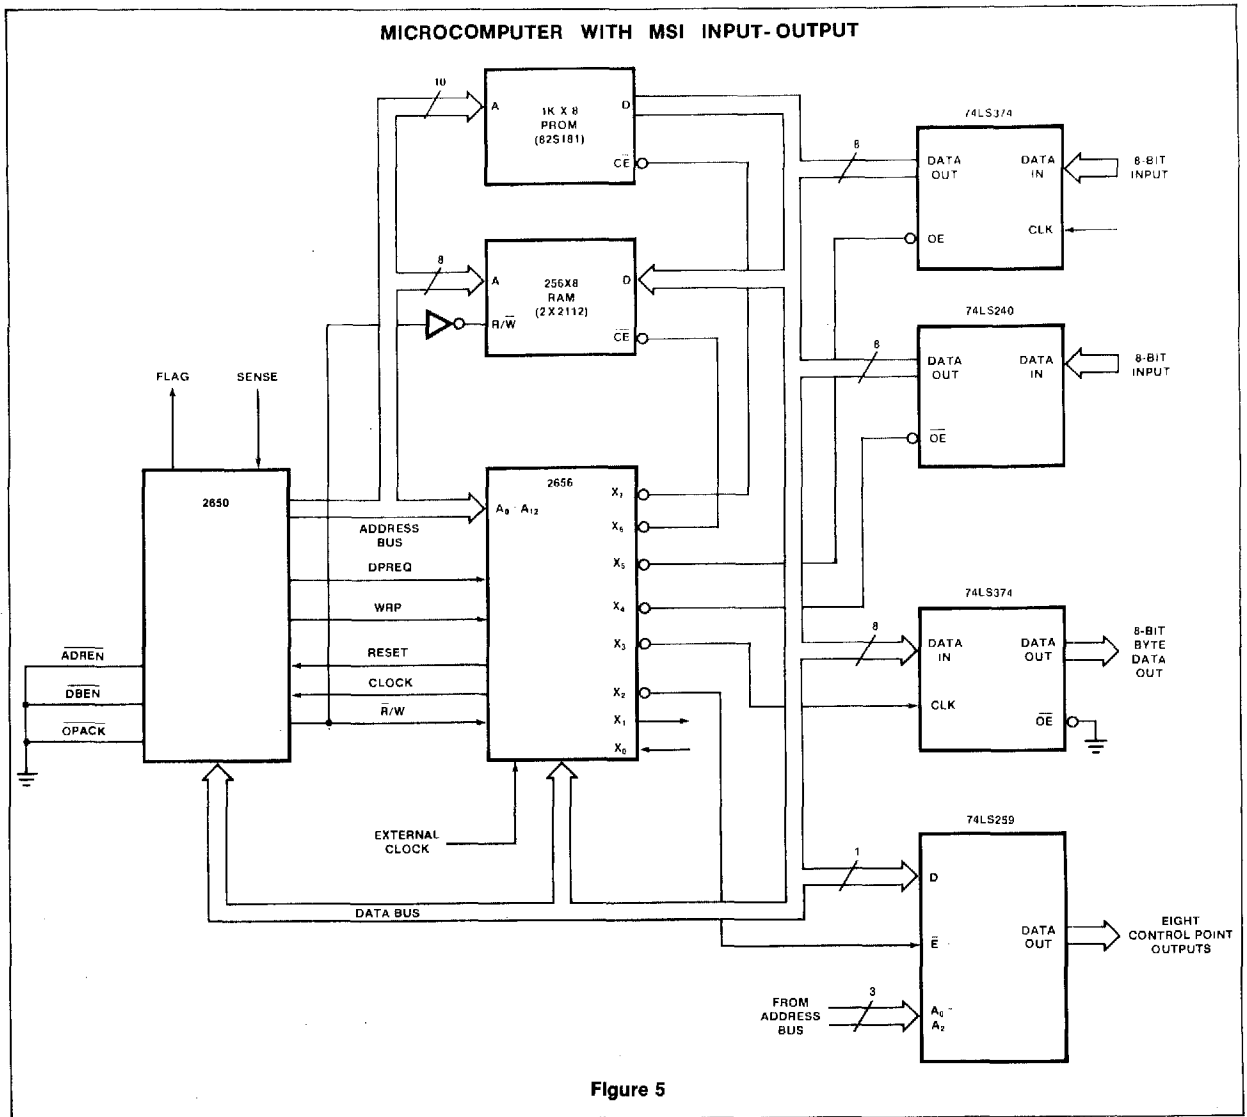 MICROCOMPUTER WITH MSI INPUT-OUTPUT
10
A
1K X 8
PROM
(82S181)
D
CE
8
A
256X8
RAM
(2X2112)
D
R/W
CE
FLAG
SENSE
2650
ADDRESS
BUS
DPREQ
WRP
RESET
CLOCK
R/W
ADREN
DBEN
OPACK
2656
A0 - A12
X7
X6
X5
X4
X3
X2
X1
X0
EXTERNAL
CLOCK
DATA BUS
74LS374
8
DATA
OUT
DATA
IN
8-BIT
INPUT
OE
CLK
74LS240
8
DATA
OUT
DATA
IN
8-BIT
INPUT
OE
74LS374
8
DATA
IN
DATA
OUT
8-BIT
BYTE
DATA
OUT
CLK
OE
74LS259
1
D
E
DATA
OUT
EIGHT
CONTROL POINT
OUTPUTS
FROM
ADDRESS
BUS
3
A0 -
A2
Figure 5